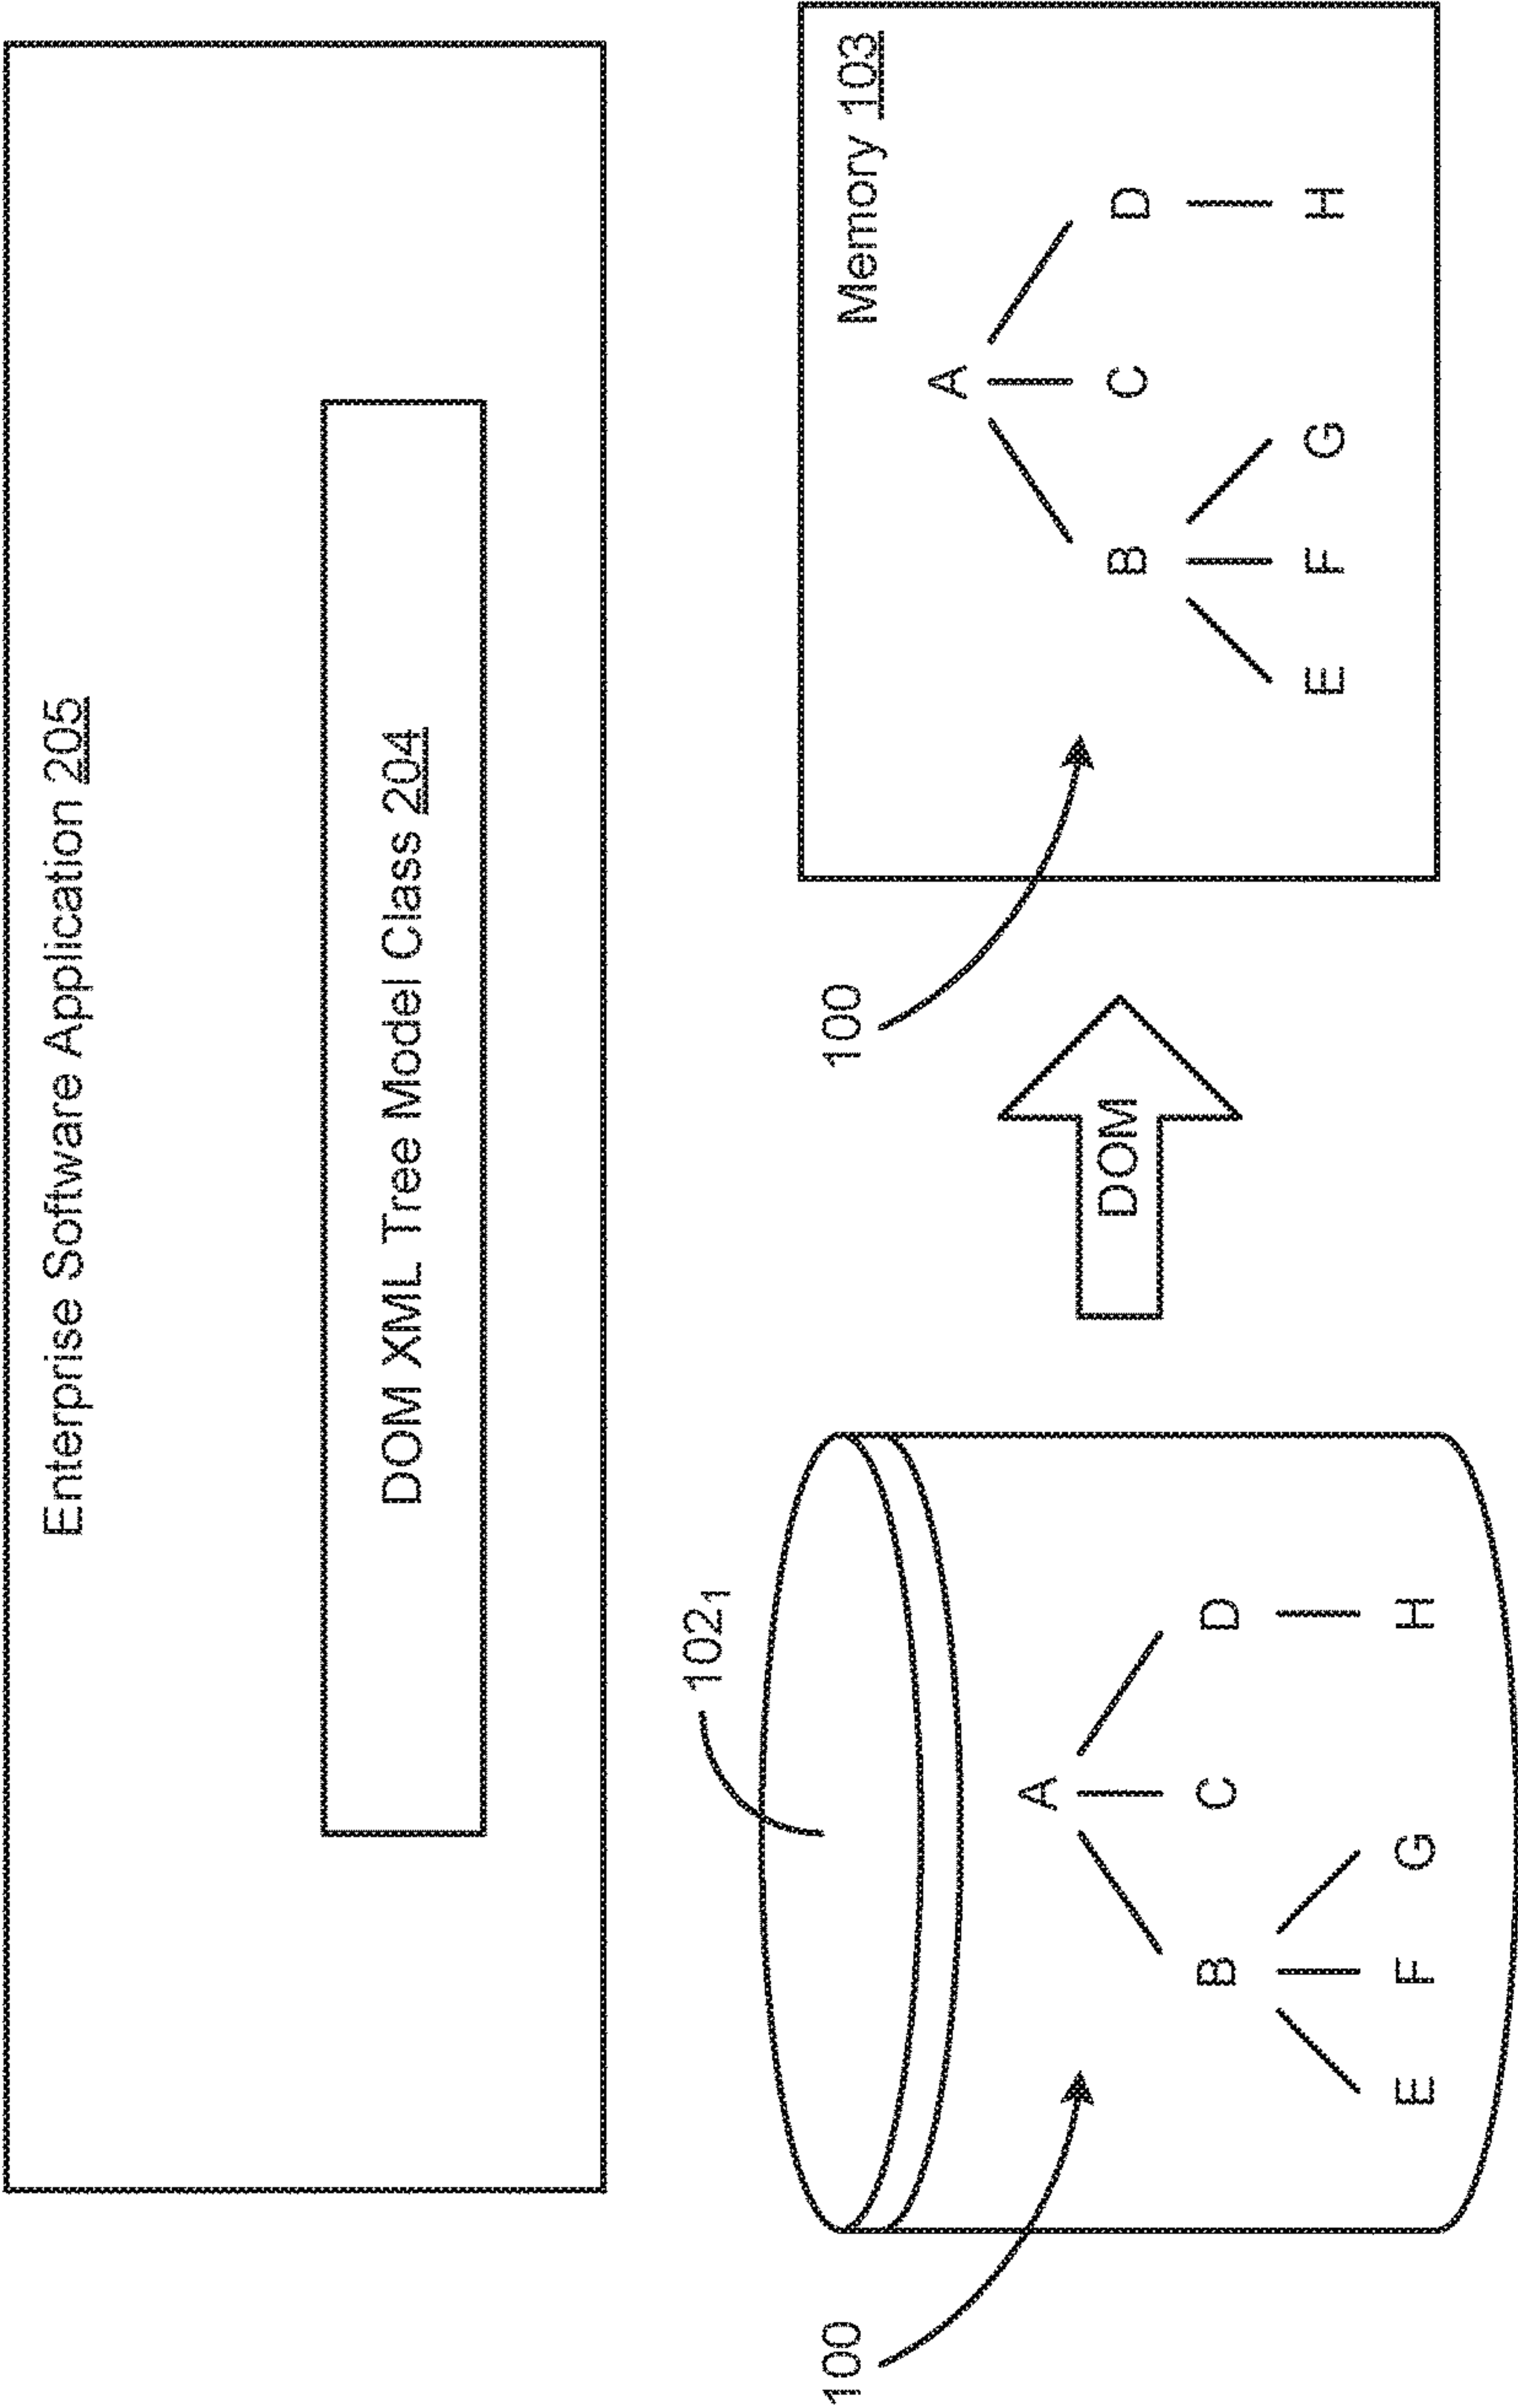 Enterprise Software Application 205
DOM XML Tree Model Class 204
102₁
100
A
B C D
E F G H
DOM
100
Memory 103
A
B C D
E F G H